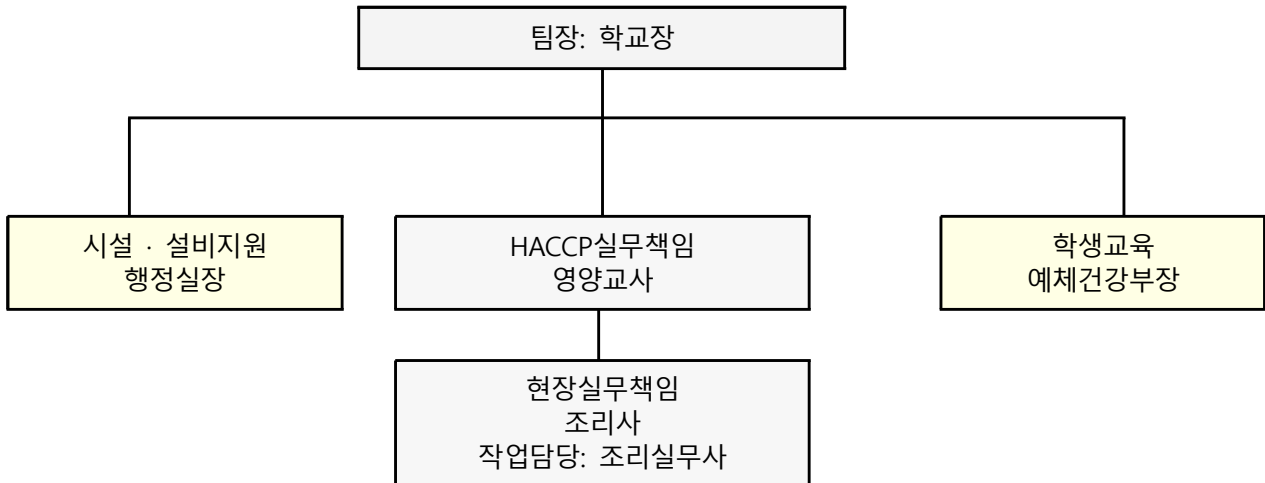 팀장: 학교장
시설 · 설비지원
행정실장
HACCP실무책임
영양교사
학생교육
예체건강부장
현장실무책임
조리사
작업담당: 조리실무사